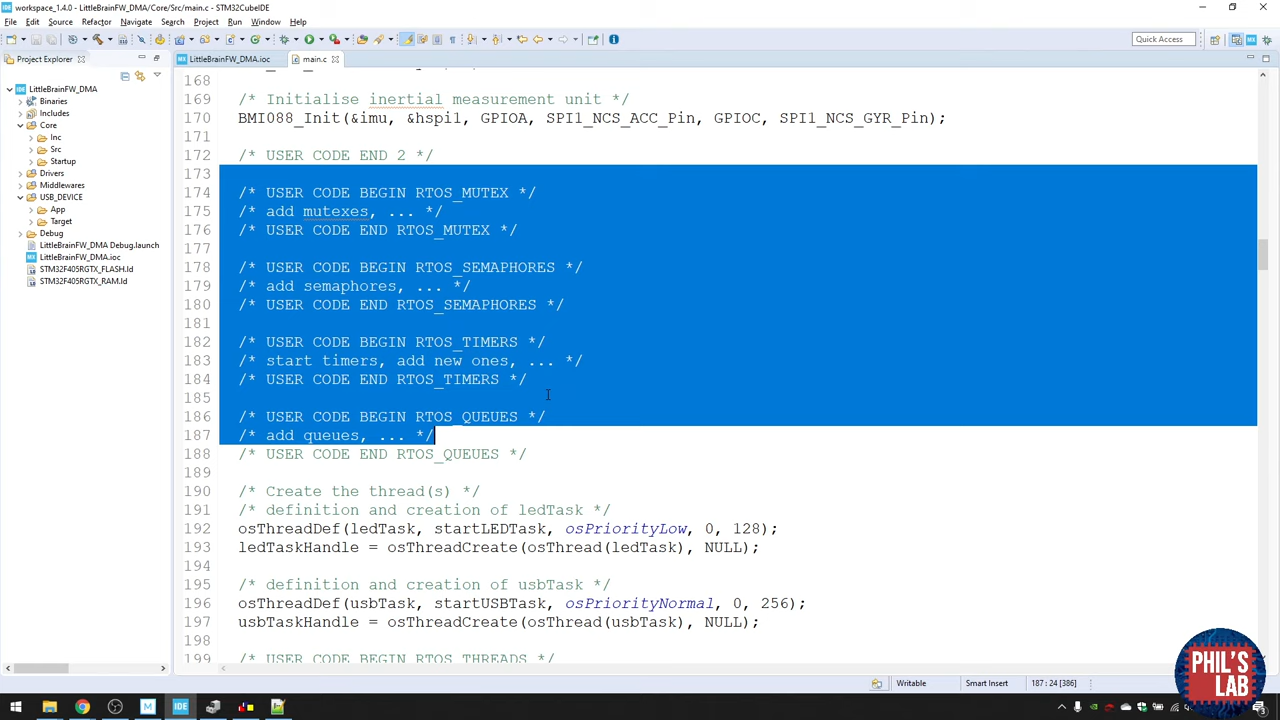 IDE workspace_1.4.0 - LittleBrainFW_DMA/Core/Src/main.c - STM32CubeIDE
File Edit Source Refactor Navigate Search Project Run Window Help
Quick Access
Project Explorer
LittleBrainFW_DMA.ioc
main.c
LittleBrainFW_DMA
Binaries
Includes
Core
Inc
Src
Startup
Drivers
Middlewares
USB_DEVICE
App
Target
Debug
LittleBrainFW_DMA Debug.launch
LittleBrainFW_DMA.ioc
STM32F405RGTX_FLASH.ld
STM32F405RGTX_RAM.ld
168
169 /* Initialise inertial measurement unit */
170 BMI088_Init(&imu, &hspi1, GPIOA, SPI1_NCS_ACC_Pin, GPIOC, SPI1_NCS_GYR_Pin);
171
172 /* USER CODE END 2 */
173
174 /* USER CODE BEGIN RTOS_MUTEX */
175 /* add mutexes, ... */
176 /* USER CODE END RTOS_MUTEX */
177
178 /* USER CODE BEGIN RTOS_SEMAPHORES */
179 /* add semaphores, ... */
180 /* USER CODE END RTOS_SEMAPHORES */
181
182 /* USER CODE BEGIN RTOS_TIMERS */
183 /* start timers, add new ones, ... */
184 /* USER CODE END RTOS_TIMERS */
185
186 /* USER CODE BEGIN RTOS_QUEUES */
187 /* add queues, ... */
188 /* USER CODE END RTOS_QUEUES */
189
190 /* Create the thread(s) */
191 /* definition and creation of ledTask */
192 osThreadDef(ledTask, startLEDTask, osPriorityLow, 0, 128);
193 ledTaskHandle = osThreadCreate(osThread(ledTask), NULL);
194
195 /* definition and creation of usbTask */
196 osThreadDef(usbTask, startUSBTask, osPriorityNormal, 0, 256);
197 usbTaskHandle = osThreadCreate(osThread(usbTask), NULL);
198
199 /* USER CODE BEGIN RTOS_THREADS */
Writable
Smart Insert
187 : 24 [386]
PHIL'S
LAB
M
IDE